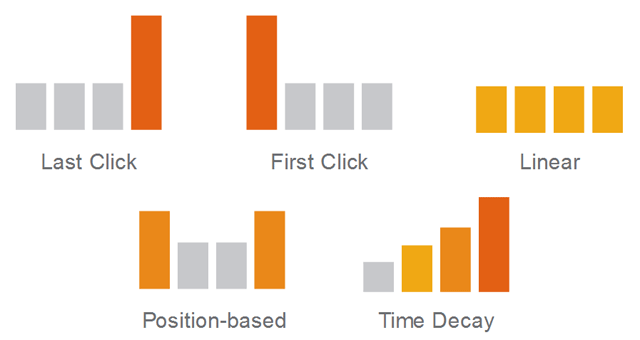 Last Click
First Click
Linear
Position-based
Time Decay